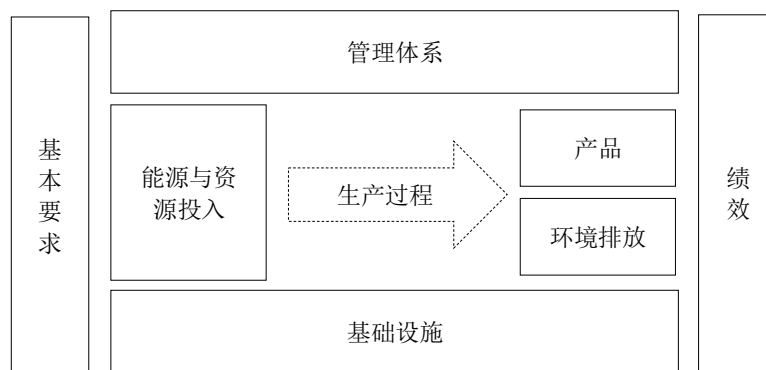 管理体系
基
本
要
求
能源与资
源投入
生产过程
产品
环境排放
绩
效
基础设施